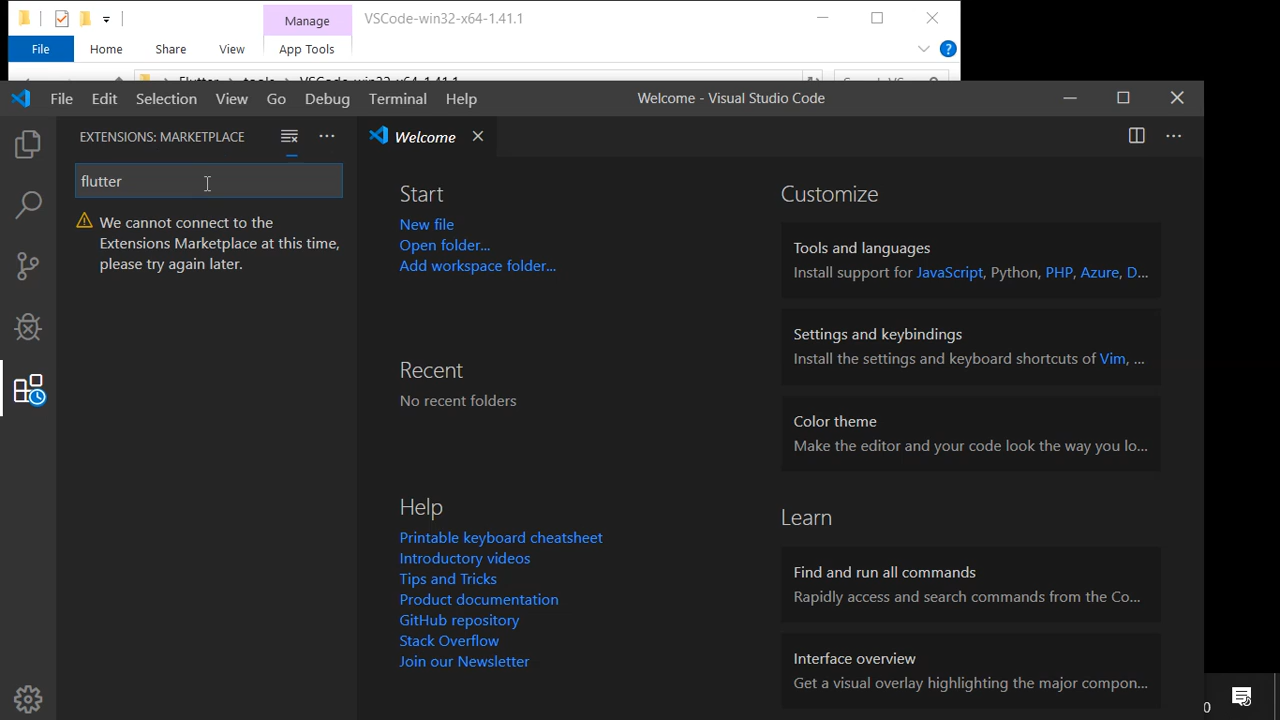 Manage
VSCode-win32-x64-1.41.1
File
Home
Share
View
App Tools
File
Edit
Selection
View
Go
Debug
Terminal
Help
Welcome - Visual Studio Code
EXTENSIONS: MARKETPLACE
flutter
We cannot connect to the
Extensions Marketplace at this time,
please try again later.
Welcome
Start
New file
Open folder...
Add workspace folder...
Recent
No recent folders
Help
Printable keyboard cheatsheet
Introductory videos
Tips and Tricks
Product documentation
GitHub repository
Stack Overflow
Join our Newsletter
Customize
Tools and languages
Install support for JavaScript, Python, PHP, Azure, D...
Settings and keybindings
Install the settings and keyboard shortcuts of Vim, ...
Color theme
Make the editor and your code look the way you lo...
Learn
Find and run all commands
Rapidly access and search commands from the Co...
Interface overview
Get a visual overlay highlighting the major compon...